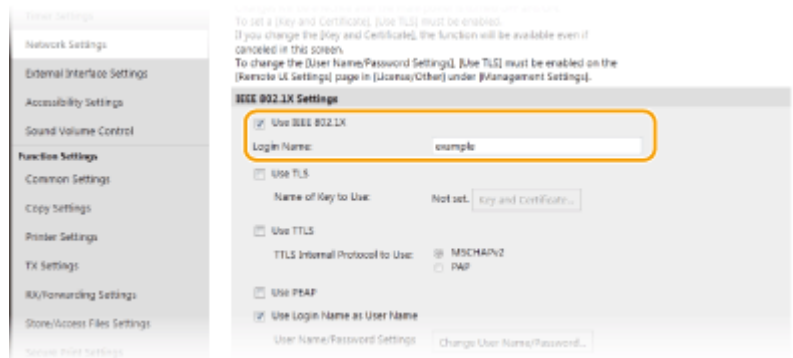 Timer Settings
Network Settings
External Interface Settings
Accessibility Settings
Sound Volume Control
Function Settings
Common Settings
Copy Settings
Printer Settings
TX Settings
RX/Forwarding Settings
Store/Access Files Settings
Secure Print Settings
To set a [Key and Certificate], [Use TLS] must be enabled.
If you change the [Key and Certificate], the function will be available even if
canceled in this screen.
To change the [User Name/Password Settings], [Use TLS] must be enabled on the
[Remote UI Settings] page in [License/Other] under [Management Settings].
IEEE 802.1X Settings
Use IEEE 802.1X
Login Name: example
Use TLS
Name of Key to Use: Not set. Key and Certificate...
Use TTLS
TTLS Internal Protocol to Use: MSCHAPv2
PAP
Use PEAP
Use Login Name as User Name
User Name/Password Settings Change User Name/Password...